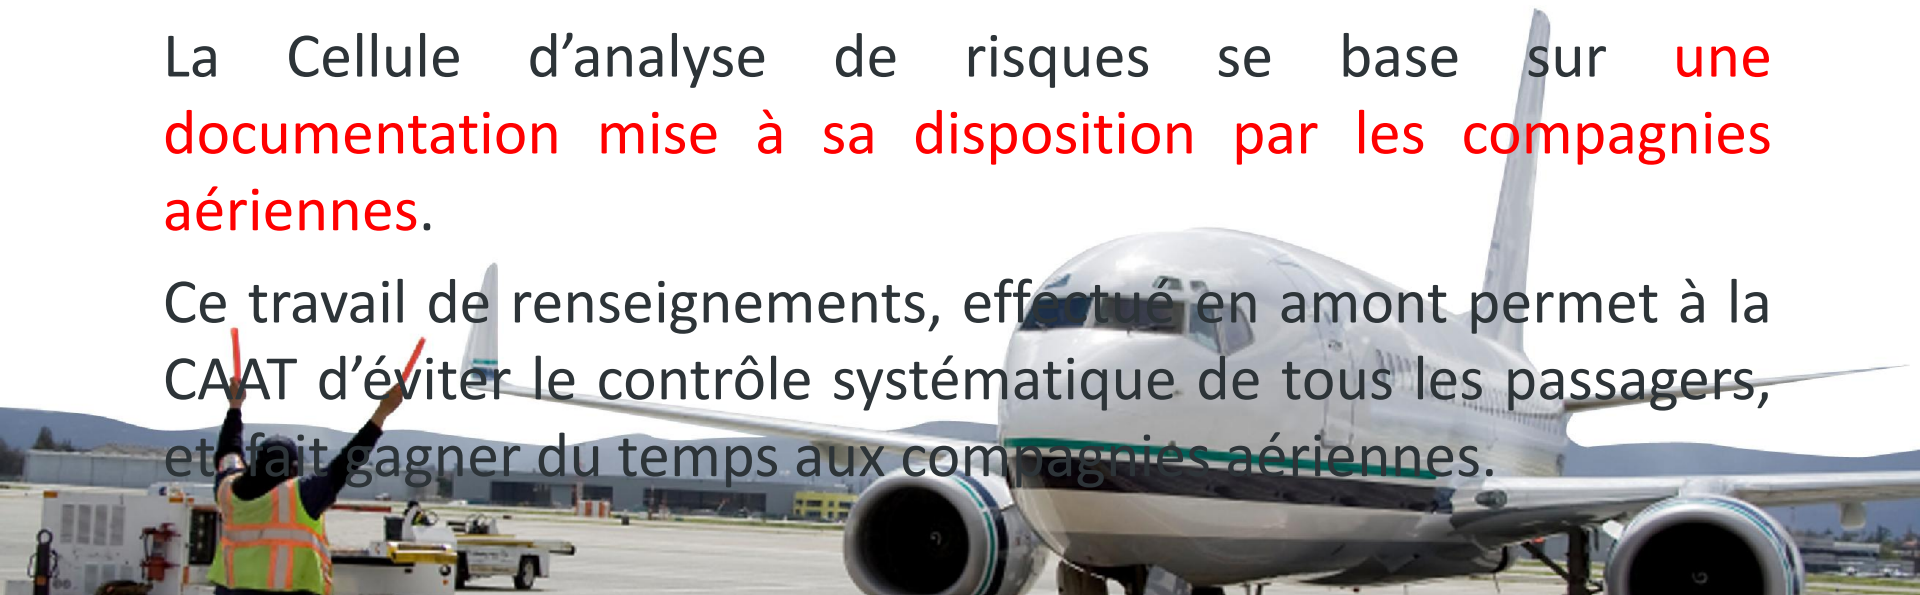 La Cellule d’analyse de risques se base sur une
documentation mise à sa disposition par les compagnies
aériennes.
Ce travail de renseignements, effectué en amont permet à la
CAAT d’éviter le contrôle systématique de tous les passagers,
et fait gagner du temps aux compagnies aériennes.